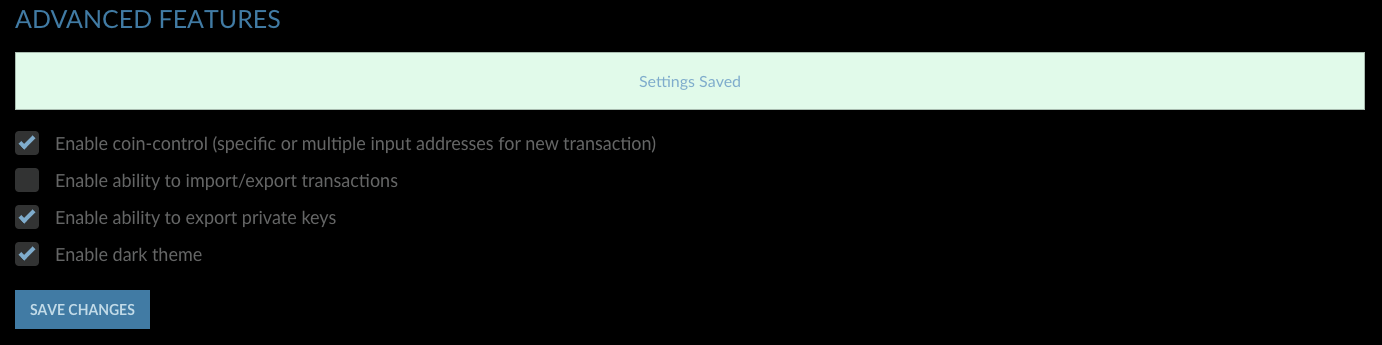 ADVANCED FEATURES
Settings Saved
Enable coin-control (specific or multiple input addresses for new transaction)
Enable ability to import/export transactions
Enable ability to export private keys
Enable dark theme
SAVE CHANGES